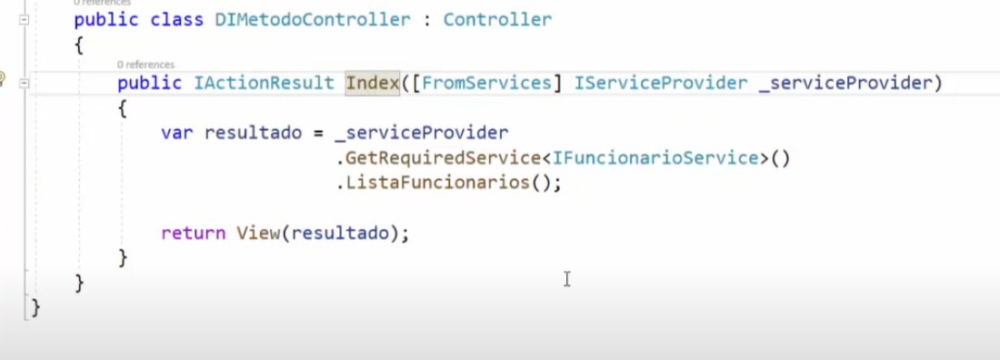 0 references
public class DIMetodoController : Controller
{
0 references
public IActionResult Index([FromServices] IServiceProvider _serviceProvider)
{
var resultado = _serviceProvider
.GetRequiredService<IFuncionarioService>()
.ListaFuncionarios();
return View(resultado);
}
}
}